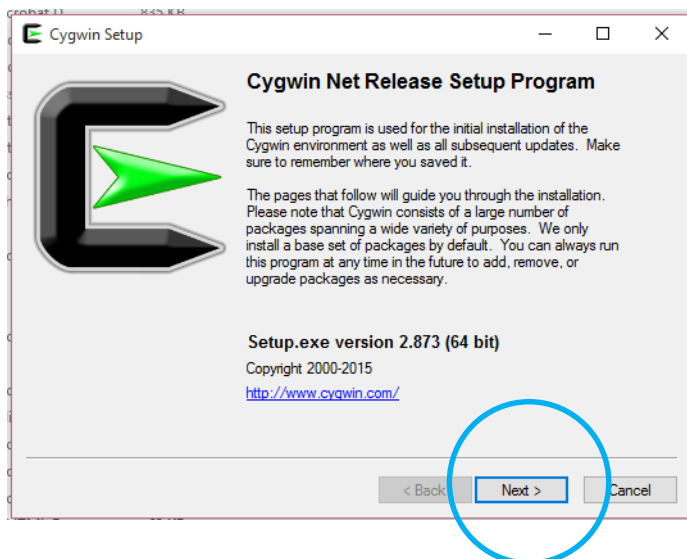 835 KB
Cygwin Setup
Cygwin Net Release Setup Program
This setup program is used for the initial installation of the
Cygwin environment as well as all subsequent updates. Make
sure to remember where you saved it.
The pages that follow will guide you through the installation.
Please note that Cygwin consists of a large number of
packages spanning a wide variety of purposes. We only
install a base set of packages by default. You can always run
this program at any time in the future to add, remove, or
upgrade packages as necessary.
Setup.exe version 2.873 (64 bit)
Copyright 2000-2015
http://www.cygwin.com/
< Back Next > Cancel